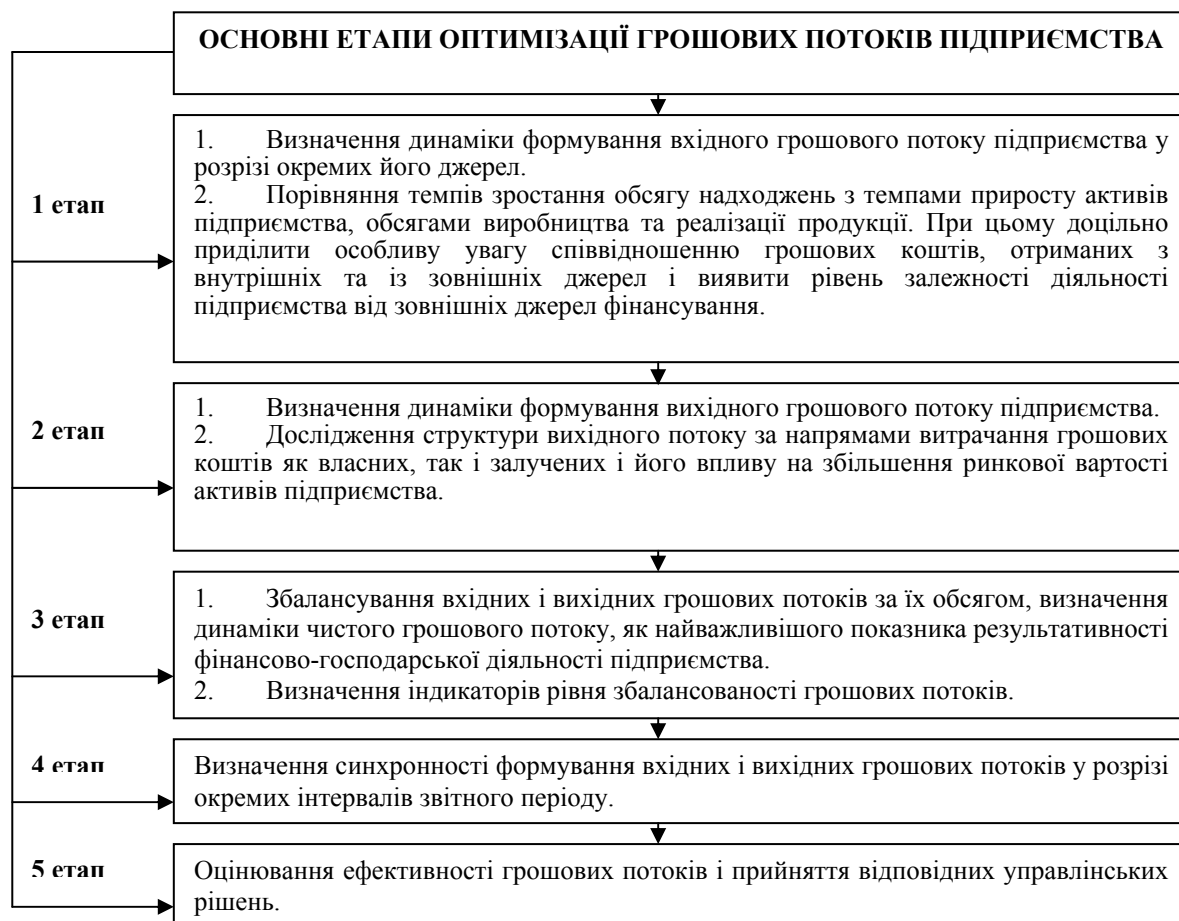 ОСНОВНІ ЕТАПИ ОПТИМІЗАЦІЇ ГРОШОВИХ ПОТОКІВ ПІДПРИЄМСТВА
1 етап
1. Визначення динаміки формування вхідного грошового потоку підприємства у
розрізі окремих його джерел.
2. Порівняння темпів зростання обсягу надходжень з темпами приросту активів
підприємства, обсягами виробництва та реалізації продукції. При цьому доцільно
приділити особливу увагу співвідношенню грошових коштів, отриманих з
внутрішніх та із зовнішніх джерел і виявити рівень залежності діяльності
підприємства від зовнішніх джерел фінансування.
2 етап
1. Визначення динаміки формування вихідного грошового потоку підприємства.
2. Дослідження структури вихідного потоку за напрямами витрачання грошових
коштів як власних, так і залучених і його впливу на збільшення ринкової вартості
активів підприємства.
3 етап
1. Збалансування вхідних і вихідних грошових потоків за їх обсягом, визначення
динаміки чистого грошового потоку, як найважливішого показника результативності
фінансово-господарської діяльності підприємства.
2. Визначення індикаторів рівня збалансованості грошових потоків.
4 етап
Визначення синхронності формування вхідних і вихідних грошових потоків у розрізі
окремих інтервалів звітного періоду.
5 етап
Оцінювання ефективності грошових потоків і прийняття відповідних управлінських
рішень.